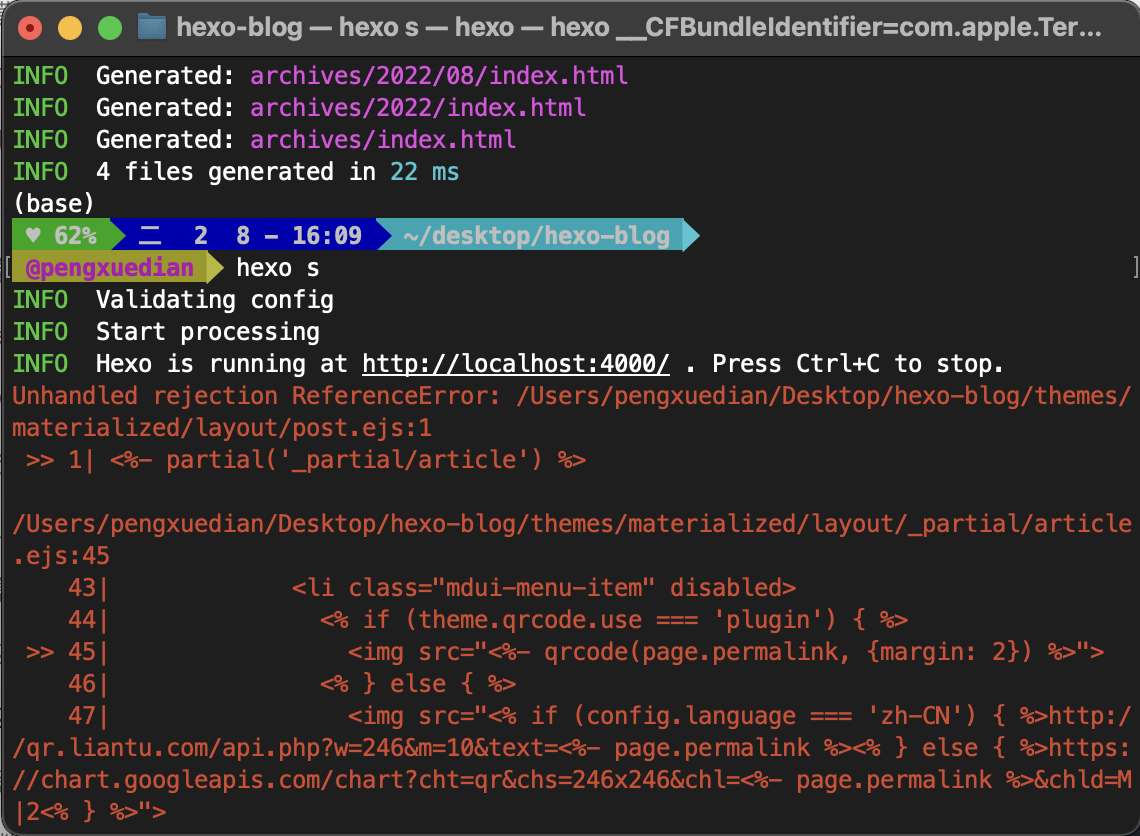 hexo-blog — hexo s — hexo — hexo __CFBundleIdentifier=com.apple.Ter...
INFO  Generated: archives/2022/08/index.html
INFO  Generated: archives/2022/index.html
INFO  Generated: archives/index.html
INFO  4 files generated in 22 ms
(base)
♥ 62%  二  2  8 - 16:09  ~/desktop/hexo-blog
[ @pengxuedian  hexo s ]
INFO  Validating config
INFO  Start processing
INFO  Hexo is running at http://localhost:4000/ . Press Ctrl+C to stop.
Unhandled rejection ReferenceError: /Users/pengxuedian/Desktop/hexo-blog/themes/
materialized/layout/post.ejs:1
 >> 1| <%- partial('_partial/article') %>
/Users/pengxuedian/Desktop/hexo-blog/themes/materialized/layout/_partial/article
.ejs:45
    43|             <li class="mdui-menu-item" disabled>
    44|               <% if (theme.qrcode.use === 'plugin') { %>
 >> 45|                 <img src="<%- qrcode(page.permalink, {margin: 2}) %>">
    46|               <% } else { %>
    47|                 <img src="<% if (config.language === 'zh-CN') { %>http:/
/qr.liantu.com/api.php?w=246&m=10&text=<%- page.permalink %><% } else { %>https:
//chart.googleapis.com/chart?cht=qr&chs=246x246&chl=<%- page.permalink %>&chld=M
|2<% } %>">